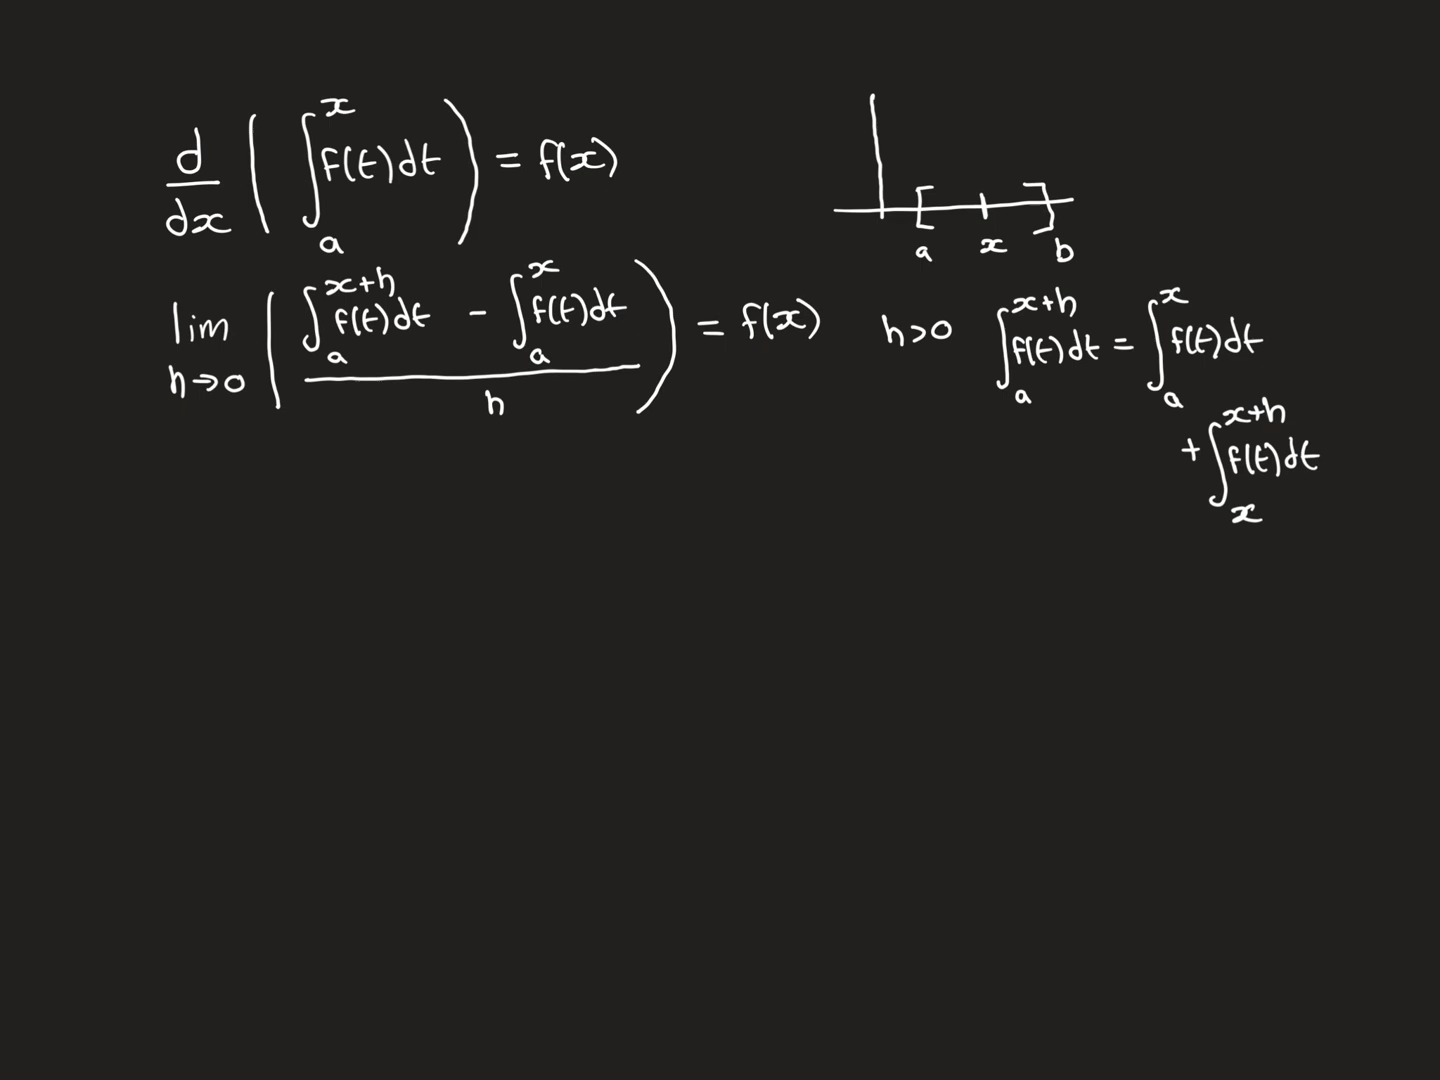 d/dx ( ∫_a^x f(t)dt ) = f(x)
a x b
lim_{h→0} ( (∫_a^{x+h} f(t)dt - ∫_a^x f(t)dt) / h ) = f(x)
h>0 ∫_a^{x+h} f(t)dt = ∫_a^x f(t)dt
+ ∫_x^{x+h} f(t)dt